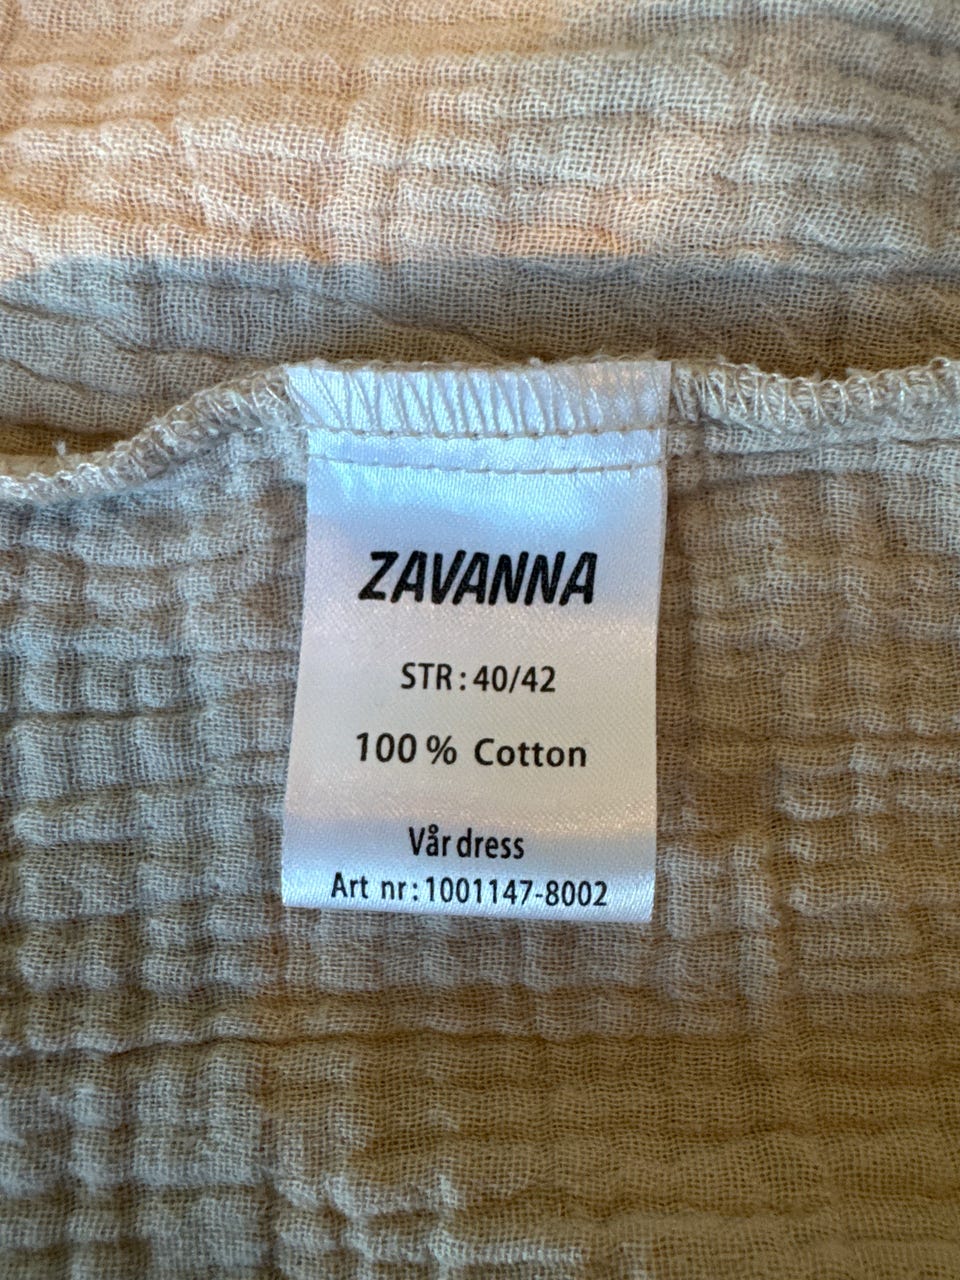 ZAVANNA
STR: 40/42
100 % Cotton
Vår dress
Art nr: 1001147-8002